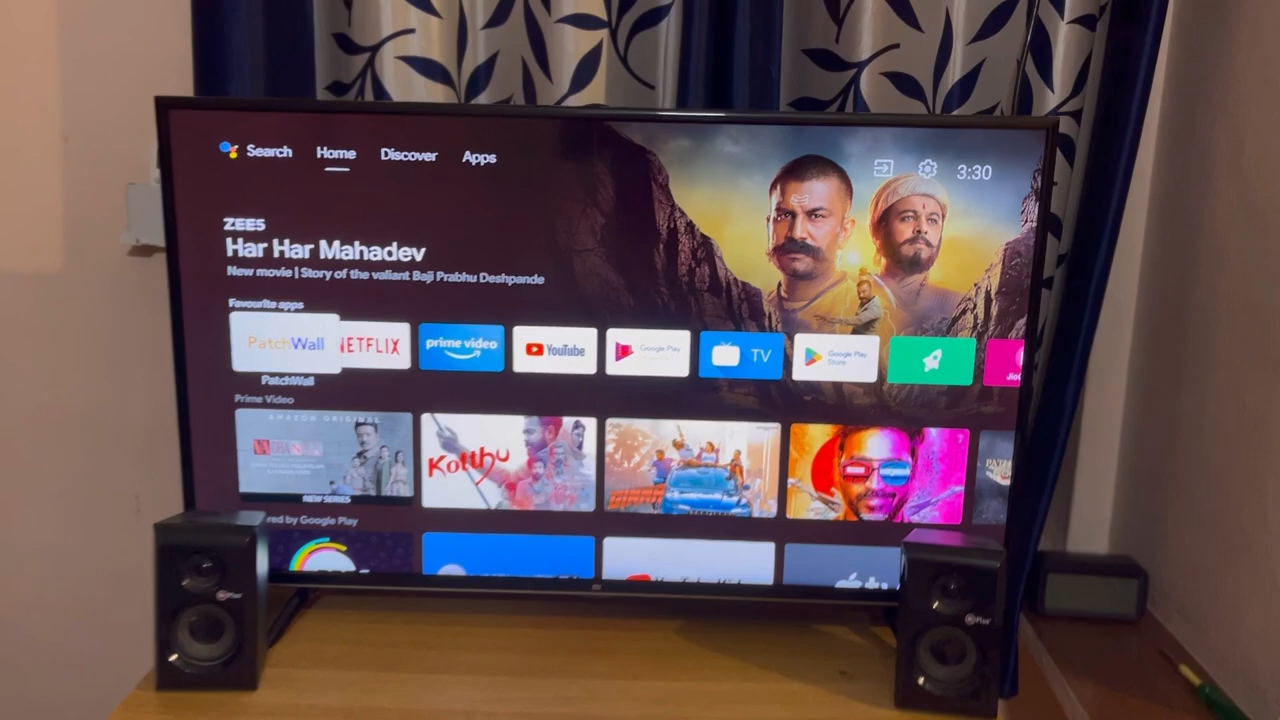 Search Home Discover Apps 3:30
ZEE5
Har Har Mahadev
New movie | Story of the valiant Baji Prabhu Deshpande
Favourite apps
PatchWall NETFLIX prime video YouTube Google Play TV Google Play Store
PatchWall
Prime Video
AMAZON ORIGINAL
Kotthu
NEW SERIES
red by Google Play